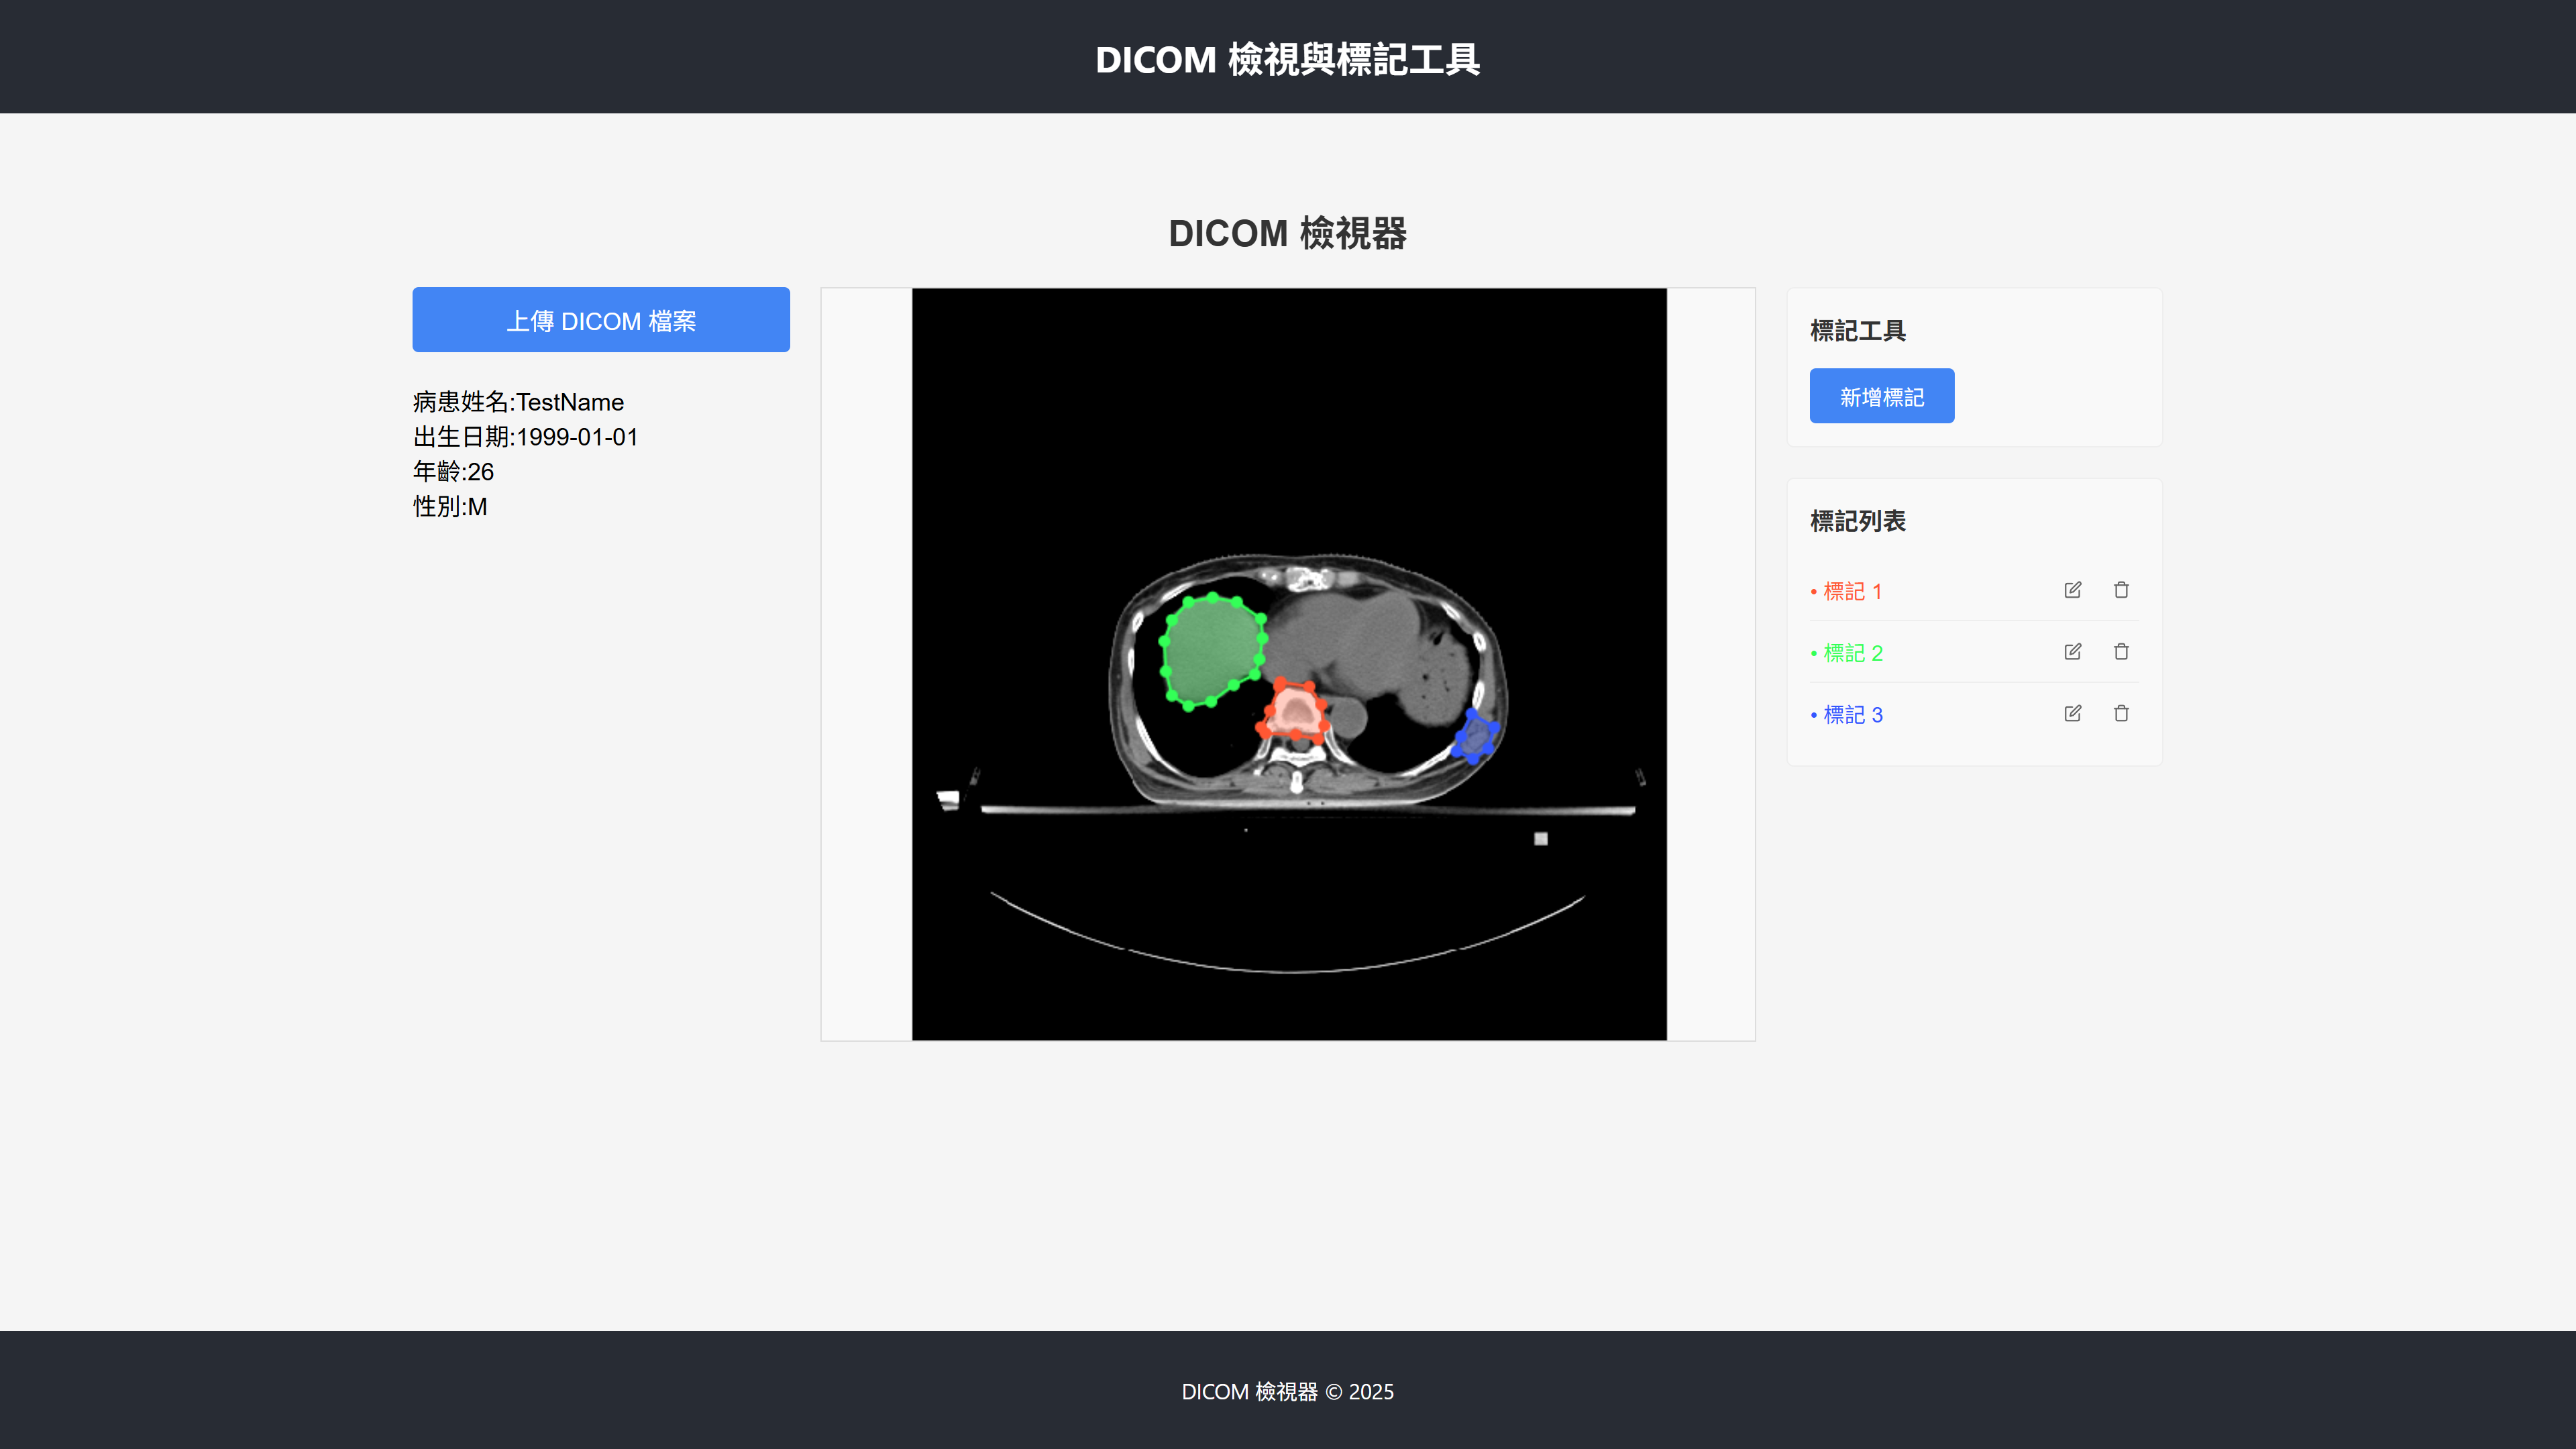 DICOM 檢視與標記工具
DICOM 檢視器
上傳 DICOM 檔案
病患姓名:TestName
出生日期:1999-01-01
年齡:26
性別:M
標記工具
新增標記
標記列表
• 標記 1
• 標記 2
• 標記 3
DICOM 檢視器 © 2025